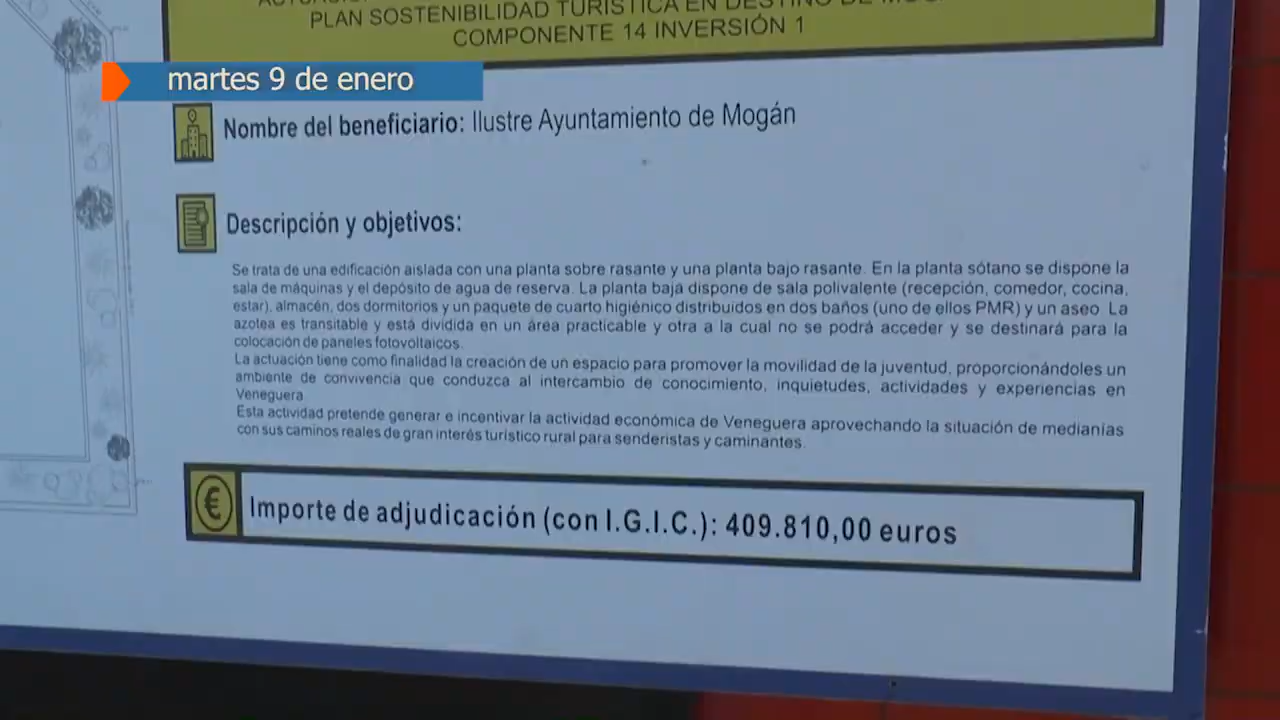 PLAN SOSTENIBILIDAD TURÍSTICA EN DESTINO DE
COMPONENTE 14 INVERSIÓN 1
martes 9 de enero
Nombre del beneficiario: Ilustre Ayuntamiento de Mogán
Descripción y objetivos:
Se trata de una edificación aislada con una planta sobre rasante y una planta bajo rasante. En la planta sótano se dispone la
sala de máquinas y el depósito de agua de reserva. La planta baja dispone de sala polivalente (recepción, comedor, cocina,
estar), almacén, dos dormitorios y un paquete de cuarto higiénico distribuidos en dos baños (uno de ellos PMR) y un aseo. La
azotea es transitable y está dividida en un área practicable y otra a la cual no se podrá acceder y se destinará para la
colocación de paneles fotovoltaicos.
La actuación tiene como finalidad la creación de un espacio para promover la movilidad de la juventud, proporcionándoles un
ambiente de convivencia que conduzca al intercambio de conocimiento, inquietudes, actividades y experiencias en
Veneguera.
Esta actividad pretende generar e incentivar la actividad económica de Veneguera aprovechando la situación de medianías
con sus caminos reales de gran interés turístico rural para senderistas y caminantes.
€ Importe de adjudicación (con I.G.I.C.): 409.810,00 euros